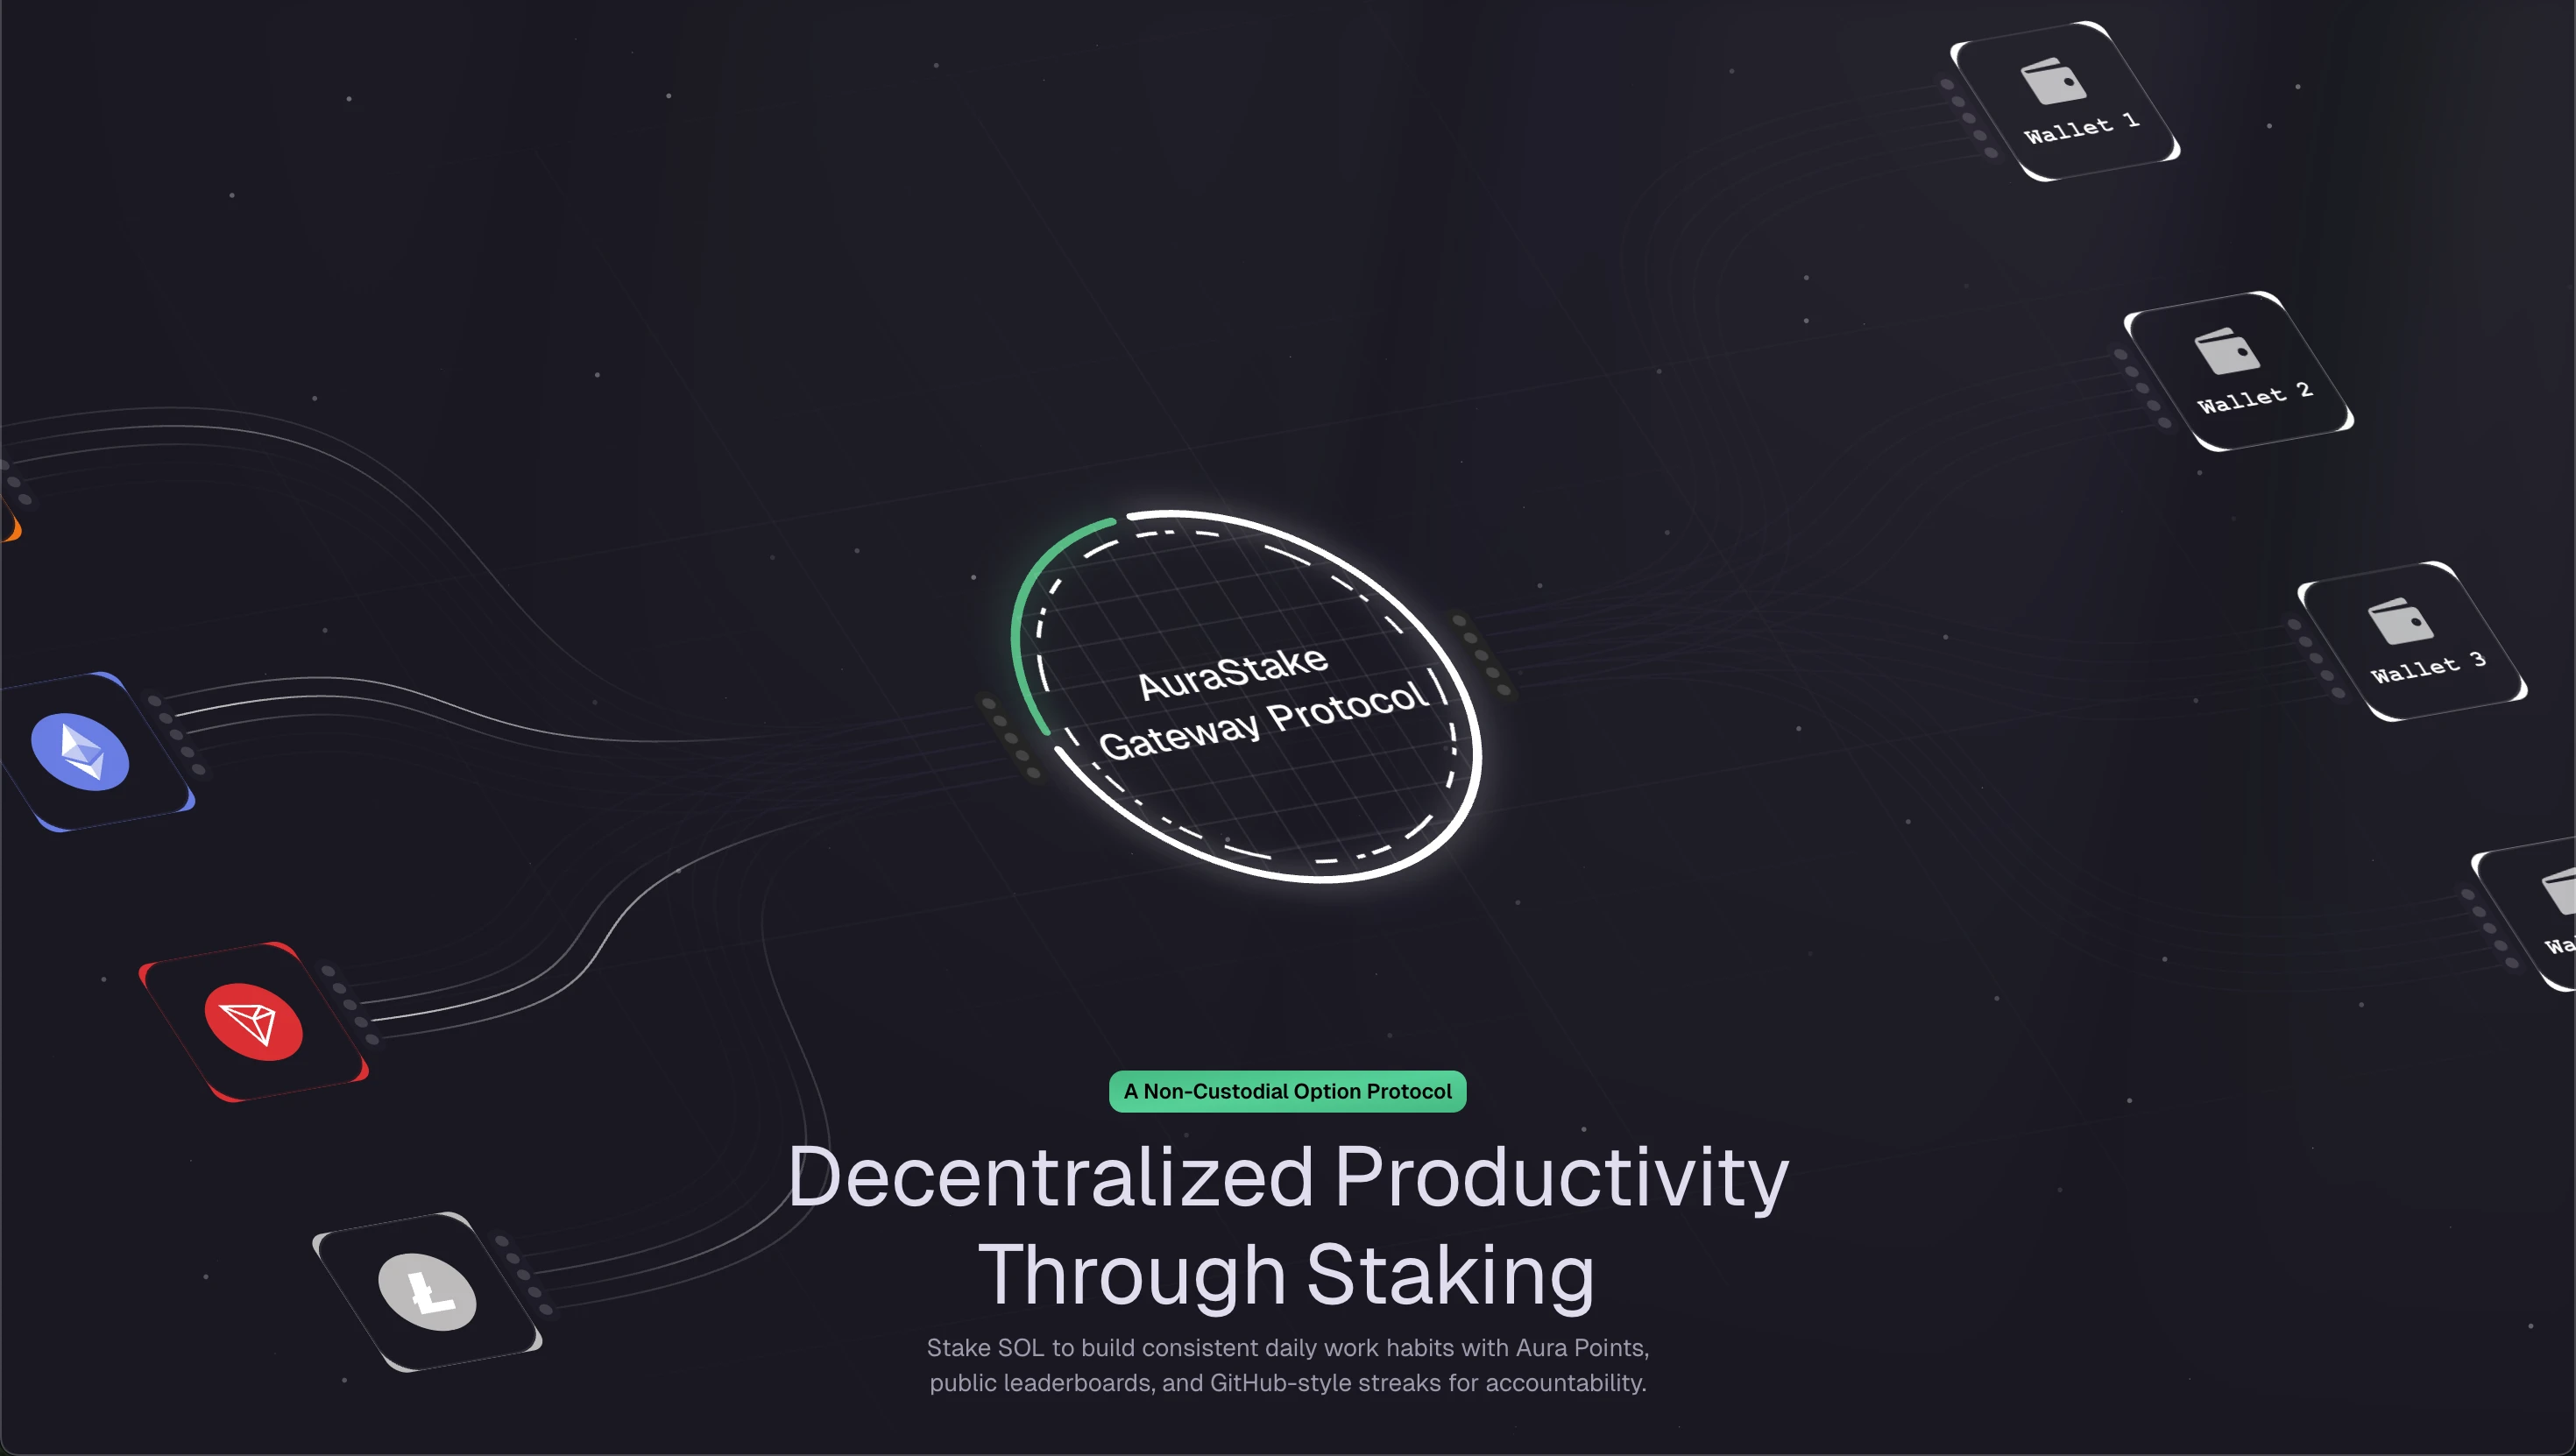 Wallet 1
Wallet 2
AuraStake
Gateway Protocol
Wallet 3
A Non-Custodial Option Protocol
Decentralized Productivity
Through Staking
Stake SOL to build consistent daily work habits with Aura Points,
public leaderboards, and GitHub-style streaks for accountability.